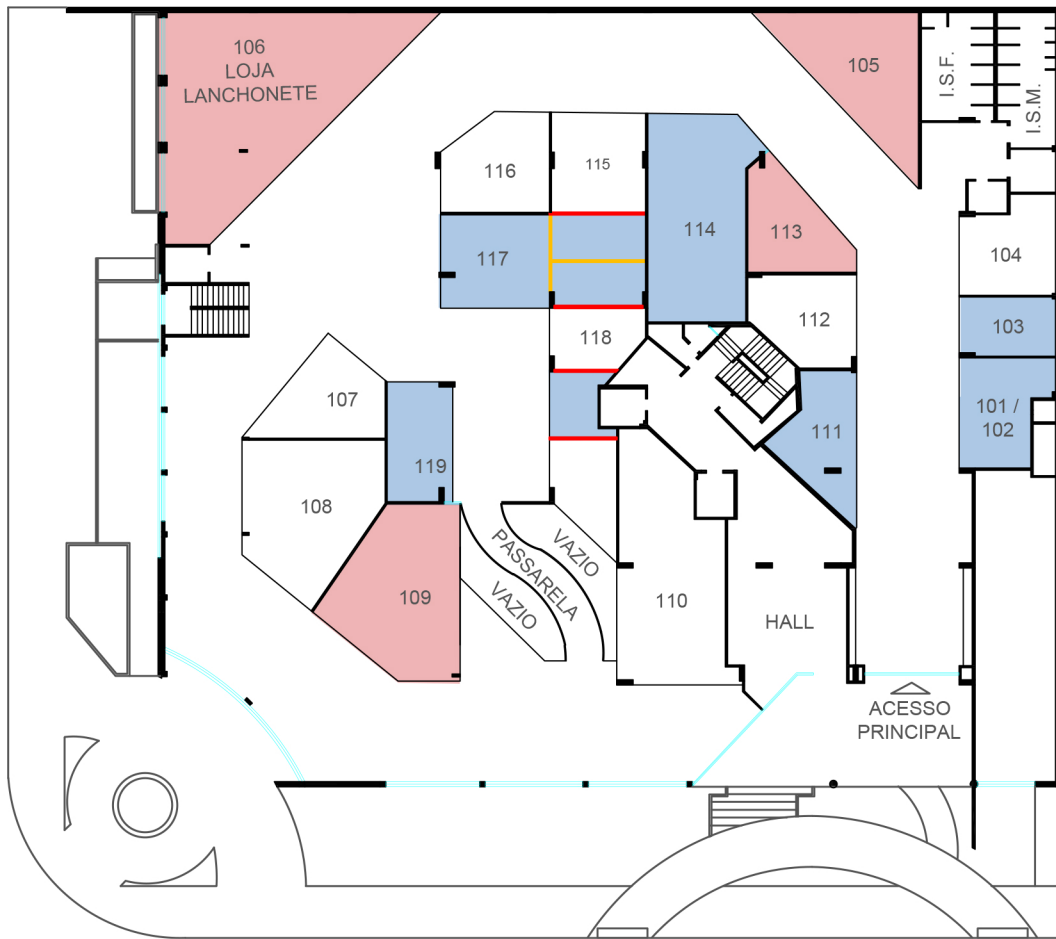 106
LOJA
LANCHONETE
105
I.S.F.
I.S.M.
116
115
114
113
117
104
103
112
118
101 /
102
107
111
119
108
PASSARELA
VAZIO
VAZIO
109
110
HALL
ACESSO
PRINCIPAL